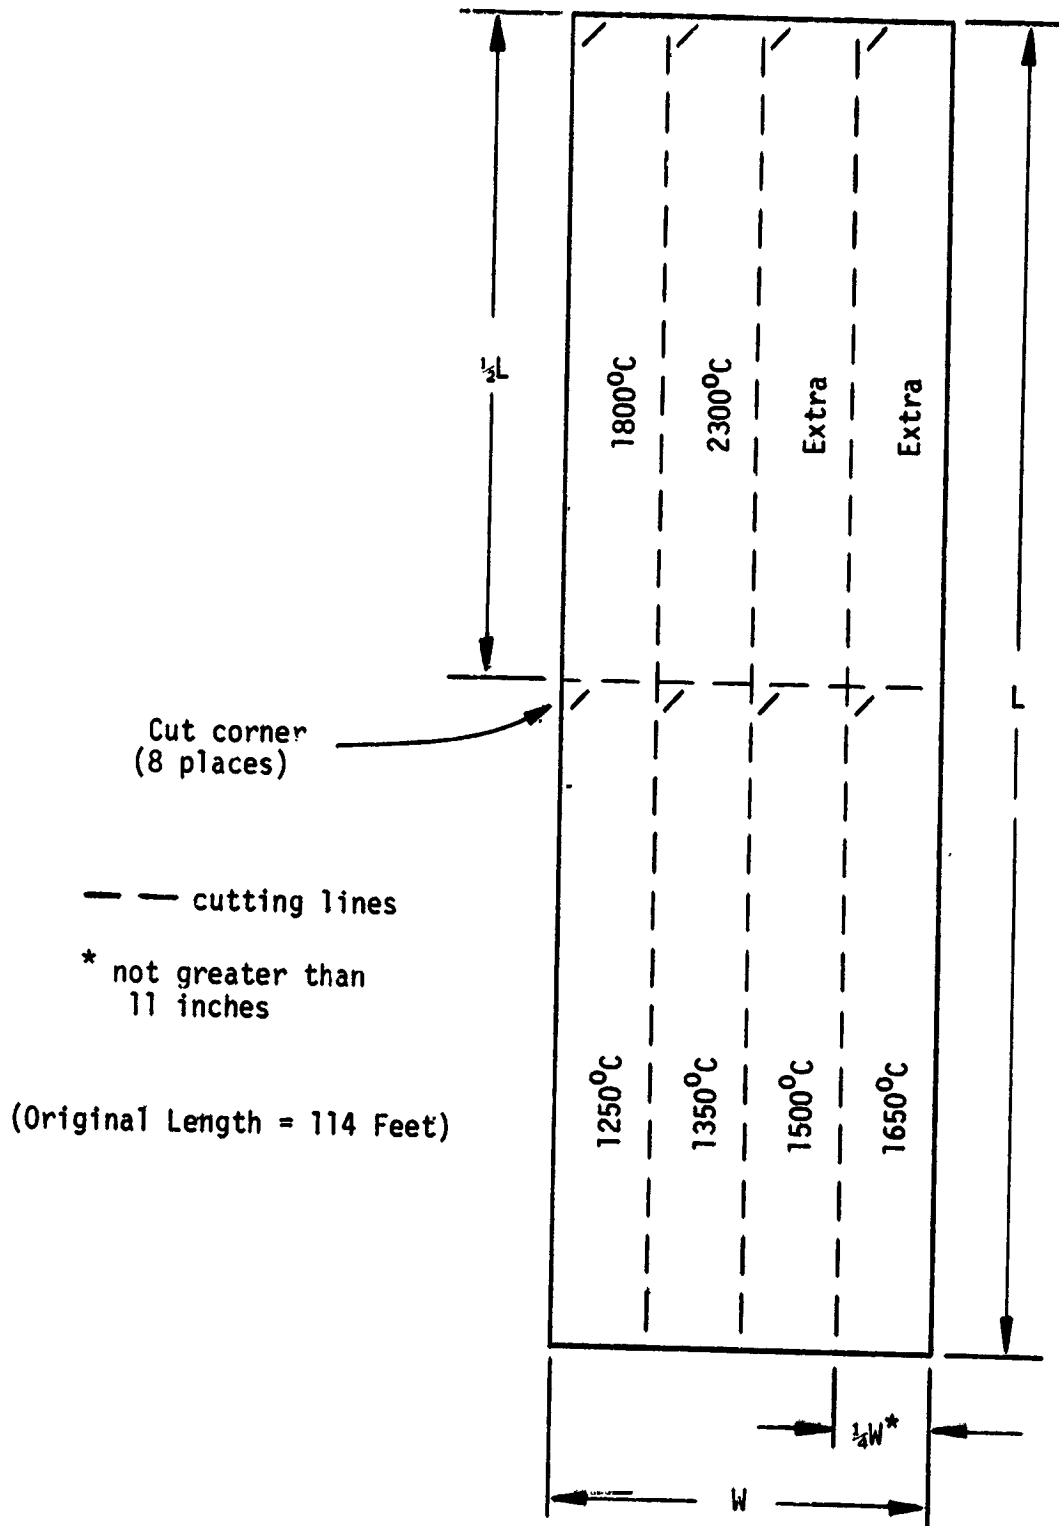 ½L
1800°C
2300°C
Extra
Extra
L
Cut corner
(8 places)
— — cutting lines
* not greater than
11 inches
(Original Length = 114 Feet)
1250°C
1350°C
1500°C
1650°C
¼W*
W